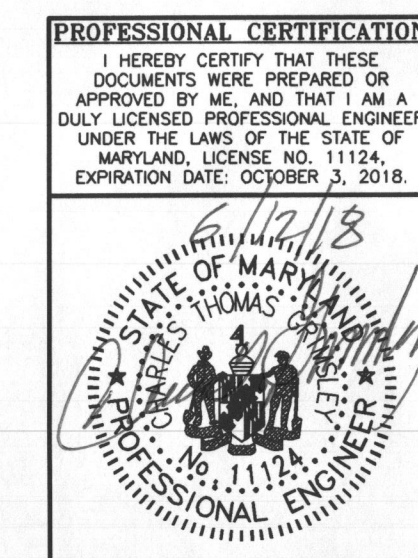 PROFESSIONAL CERTIFICATION
I HEREBY CERTIFY THAT THESE
DOCUMENTS WERE PREPARED OR
APPROVED BY ME, AND THAT I AM A
DULY LICENSED PROFESSIONAL ENGINEER
UNDER THE LAWS OF THE STATE OF
MARYLAND, LICENSE NO. 11124,
EXPIRATION DATE: OCTOBER 3, 2018.
6/12/18
STATE OF MARYLAND
CHARLES THOMAS GRIMSLEY
No. 11124
PROFESSIONAL ENGINEER